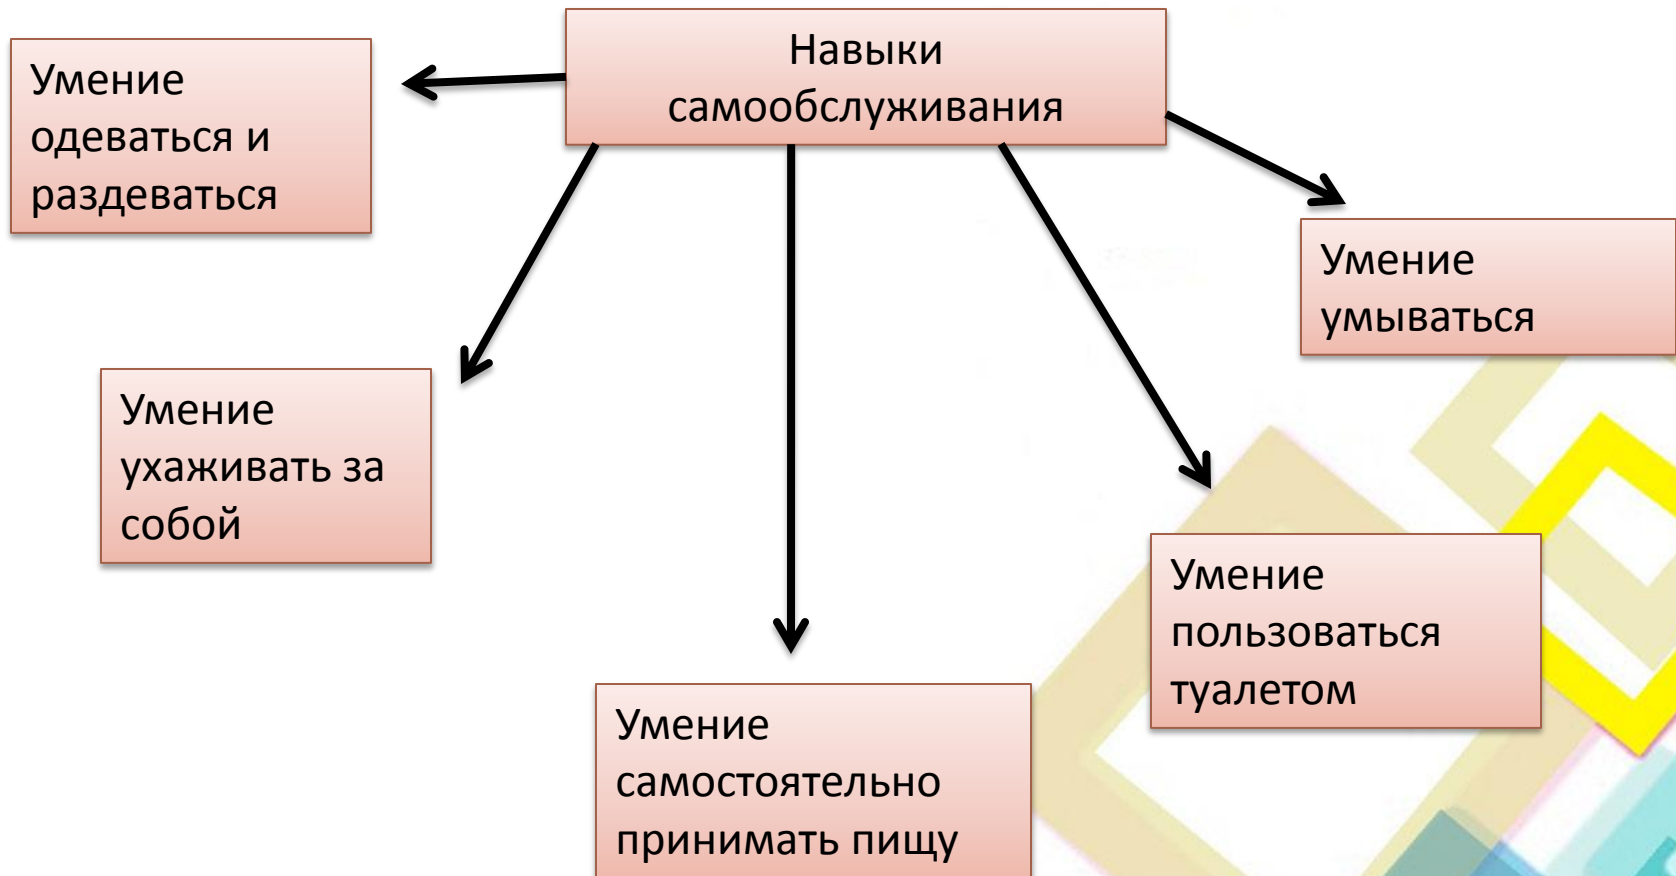 Навыки
самообслуживания
Умение
одеваться и
раздеваться
Умение
умываться
Умение
ухаживать за
собой
Умение
пользоваться
туалетом
Умение
самостоятельно
принимать пищу